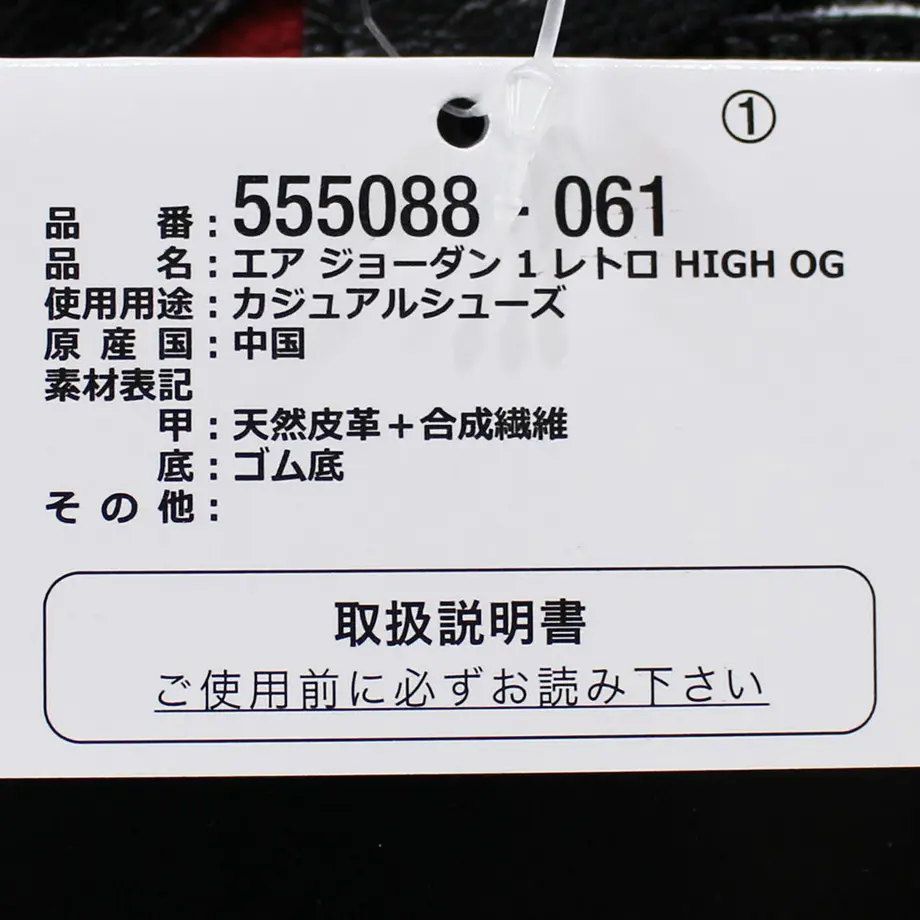 ①
品番：555088 - 061
品名：エア ジョーダン 1 レトロ HIGH OG
使用用途：カジュアルシューズ
原産国：中国
素材表記
甲：天然皮革＋合成繊維
底：ゴム底
その他：
取扱説明書
ご使用前に必ずお読み下さい